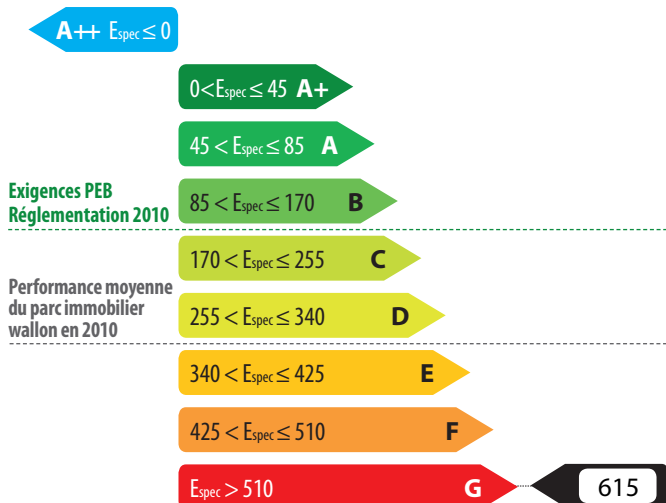 A++ Espec ≤ 0
0 < Espec ≤ 45 A+
45 < Espec ≤ 85 A
Exigences PEB
Réglementation 2010
85 < Espec ≤ 170 B
170 < Espec ≤ 255 C
Performance moyenne
du parc immobilier
wallon en 2010
255 < Espec ≤ 340 D
340 < Espec ≤ 425 E
425 < Espec ≤ 510 F
Espec > 510 G
615